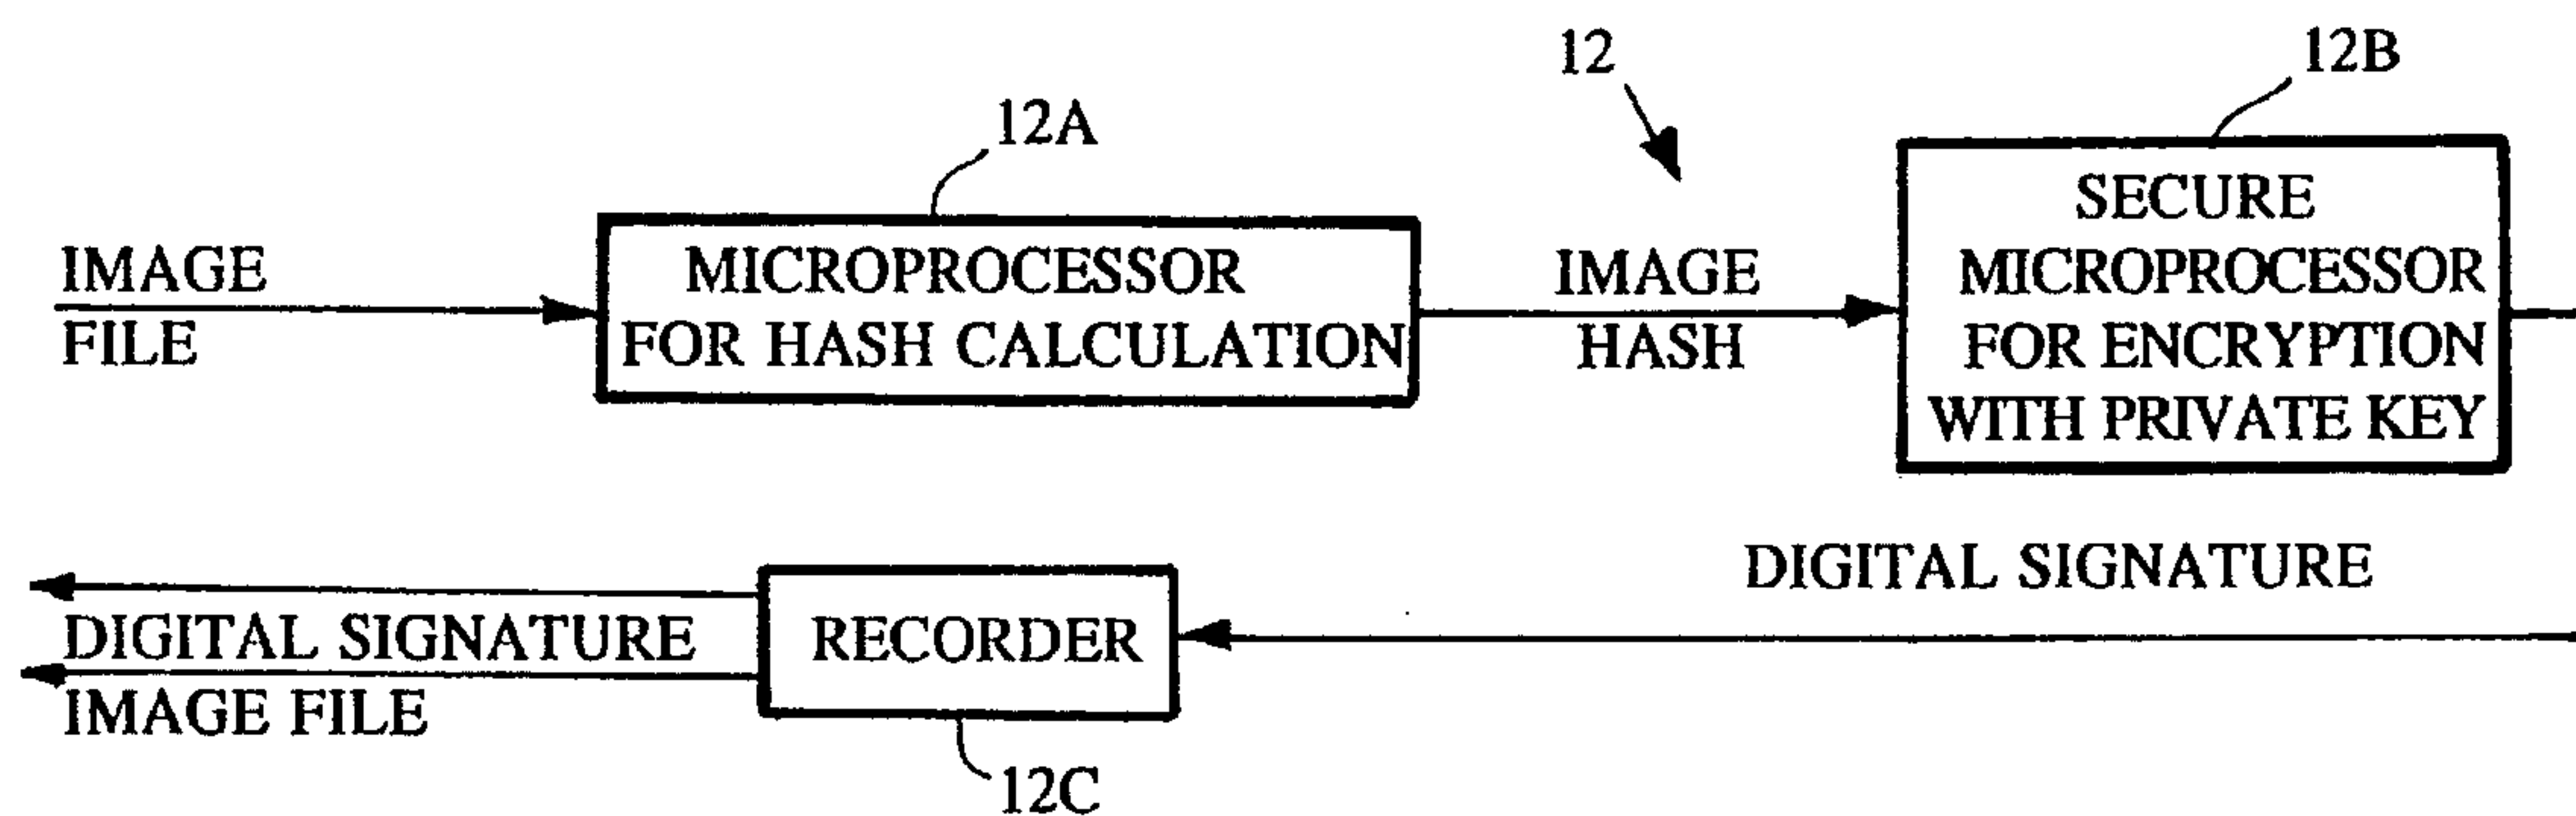 12
12B
12A
IMAGE
FILE
MICROPROCESSOR
FOR HASH CALCULATION
IMAGE
HASH
SECURE
MICROPROCESSOR
FOR ENCRYPTION
WITH PRIVATE KEY
DIGITAL SIGNATURE
RECORDER
DIGITAL SIGNATURE
IMAGE FILE
12C